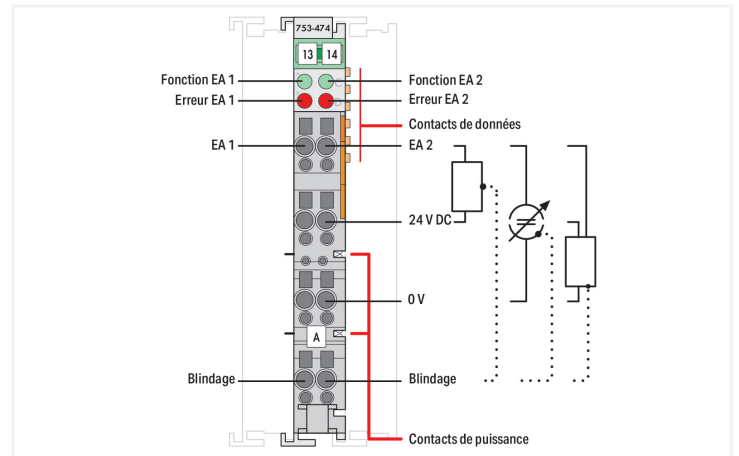 753-474
13 14
Fonction EA 1
Fonction EA 2
Erreur EA 1
Erreur EA 2
Contacts de données
EA 1
EA 2
24 V DC
0 V
A
Blindage
Blindage
Contacts de puissance